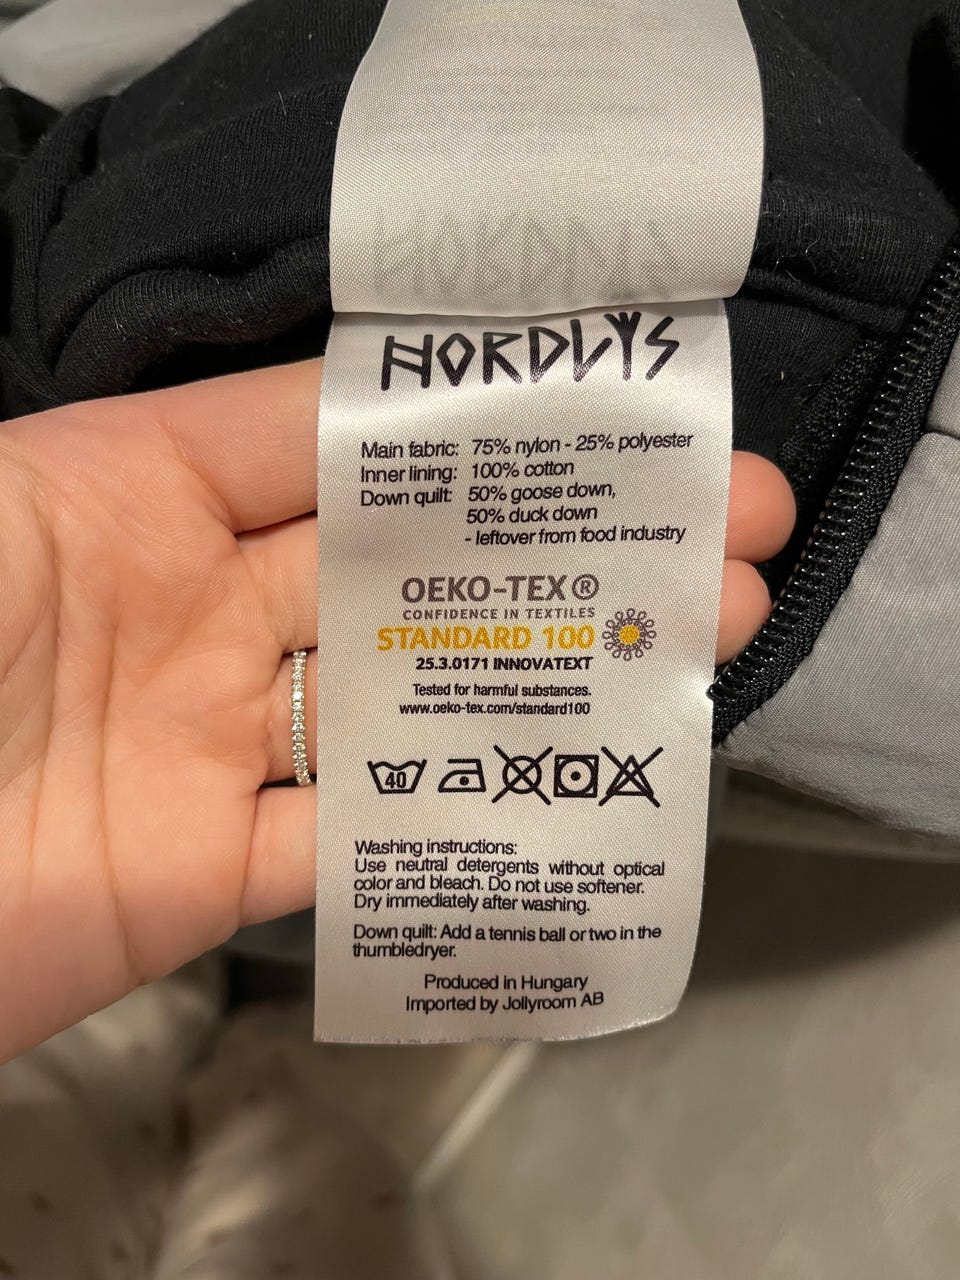 NORDLYS
Main fabric: 75% nylon - 25% polyester
Inner lining: 100% cotton
Down quilt: 50% goose down,
50% duck down
- leftover from food industry
OEKO-TEX®
CONFIDENCE IN TEXTILES
STANDARD 100
25.3.0171 INNOVATEXT
Tested for harmful substances.
www.oeko-tex.com/standard100
40
Washing instructions:
Use neutral detergents without optical
color and bleach. Do not use softener.
Dry immediately after washing.
Down quilt: Add a tennis ball or two in the
thumbledryer.
Produced in Hungary
Imported by Jollyroom AB